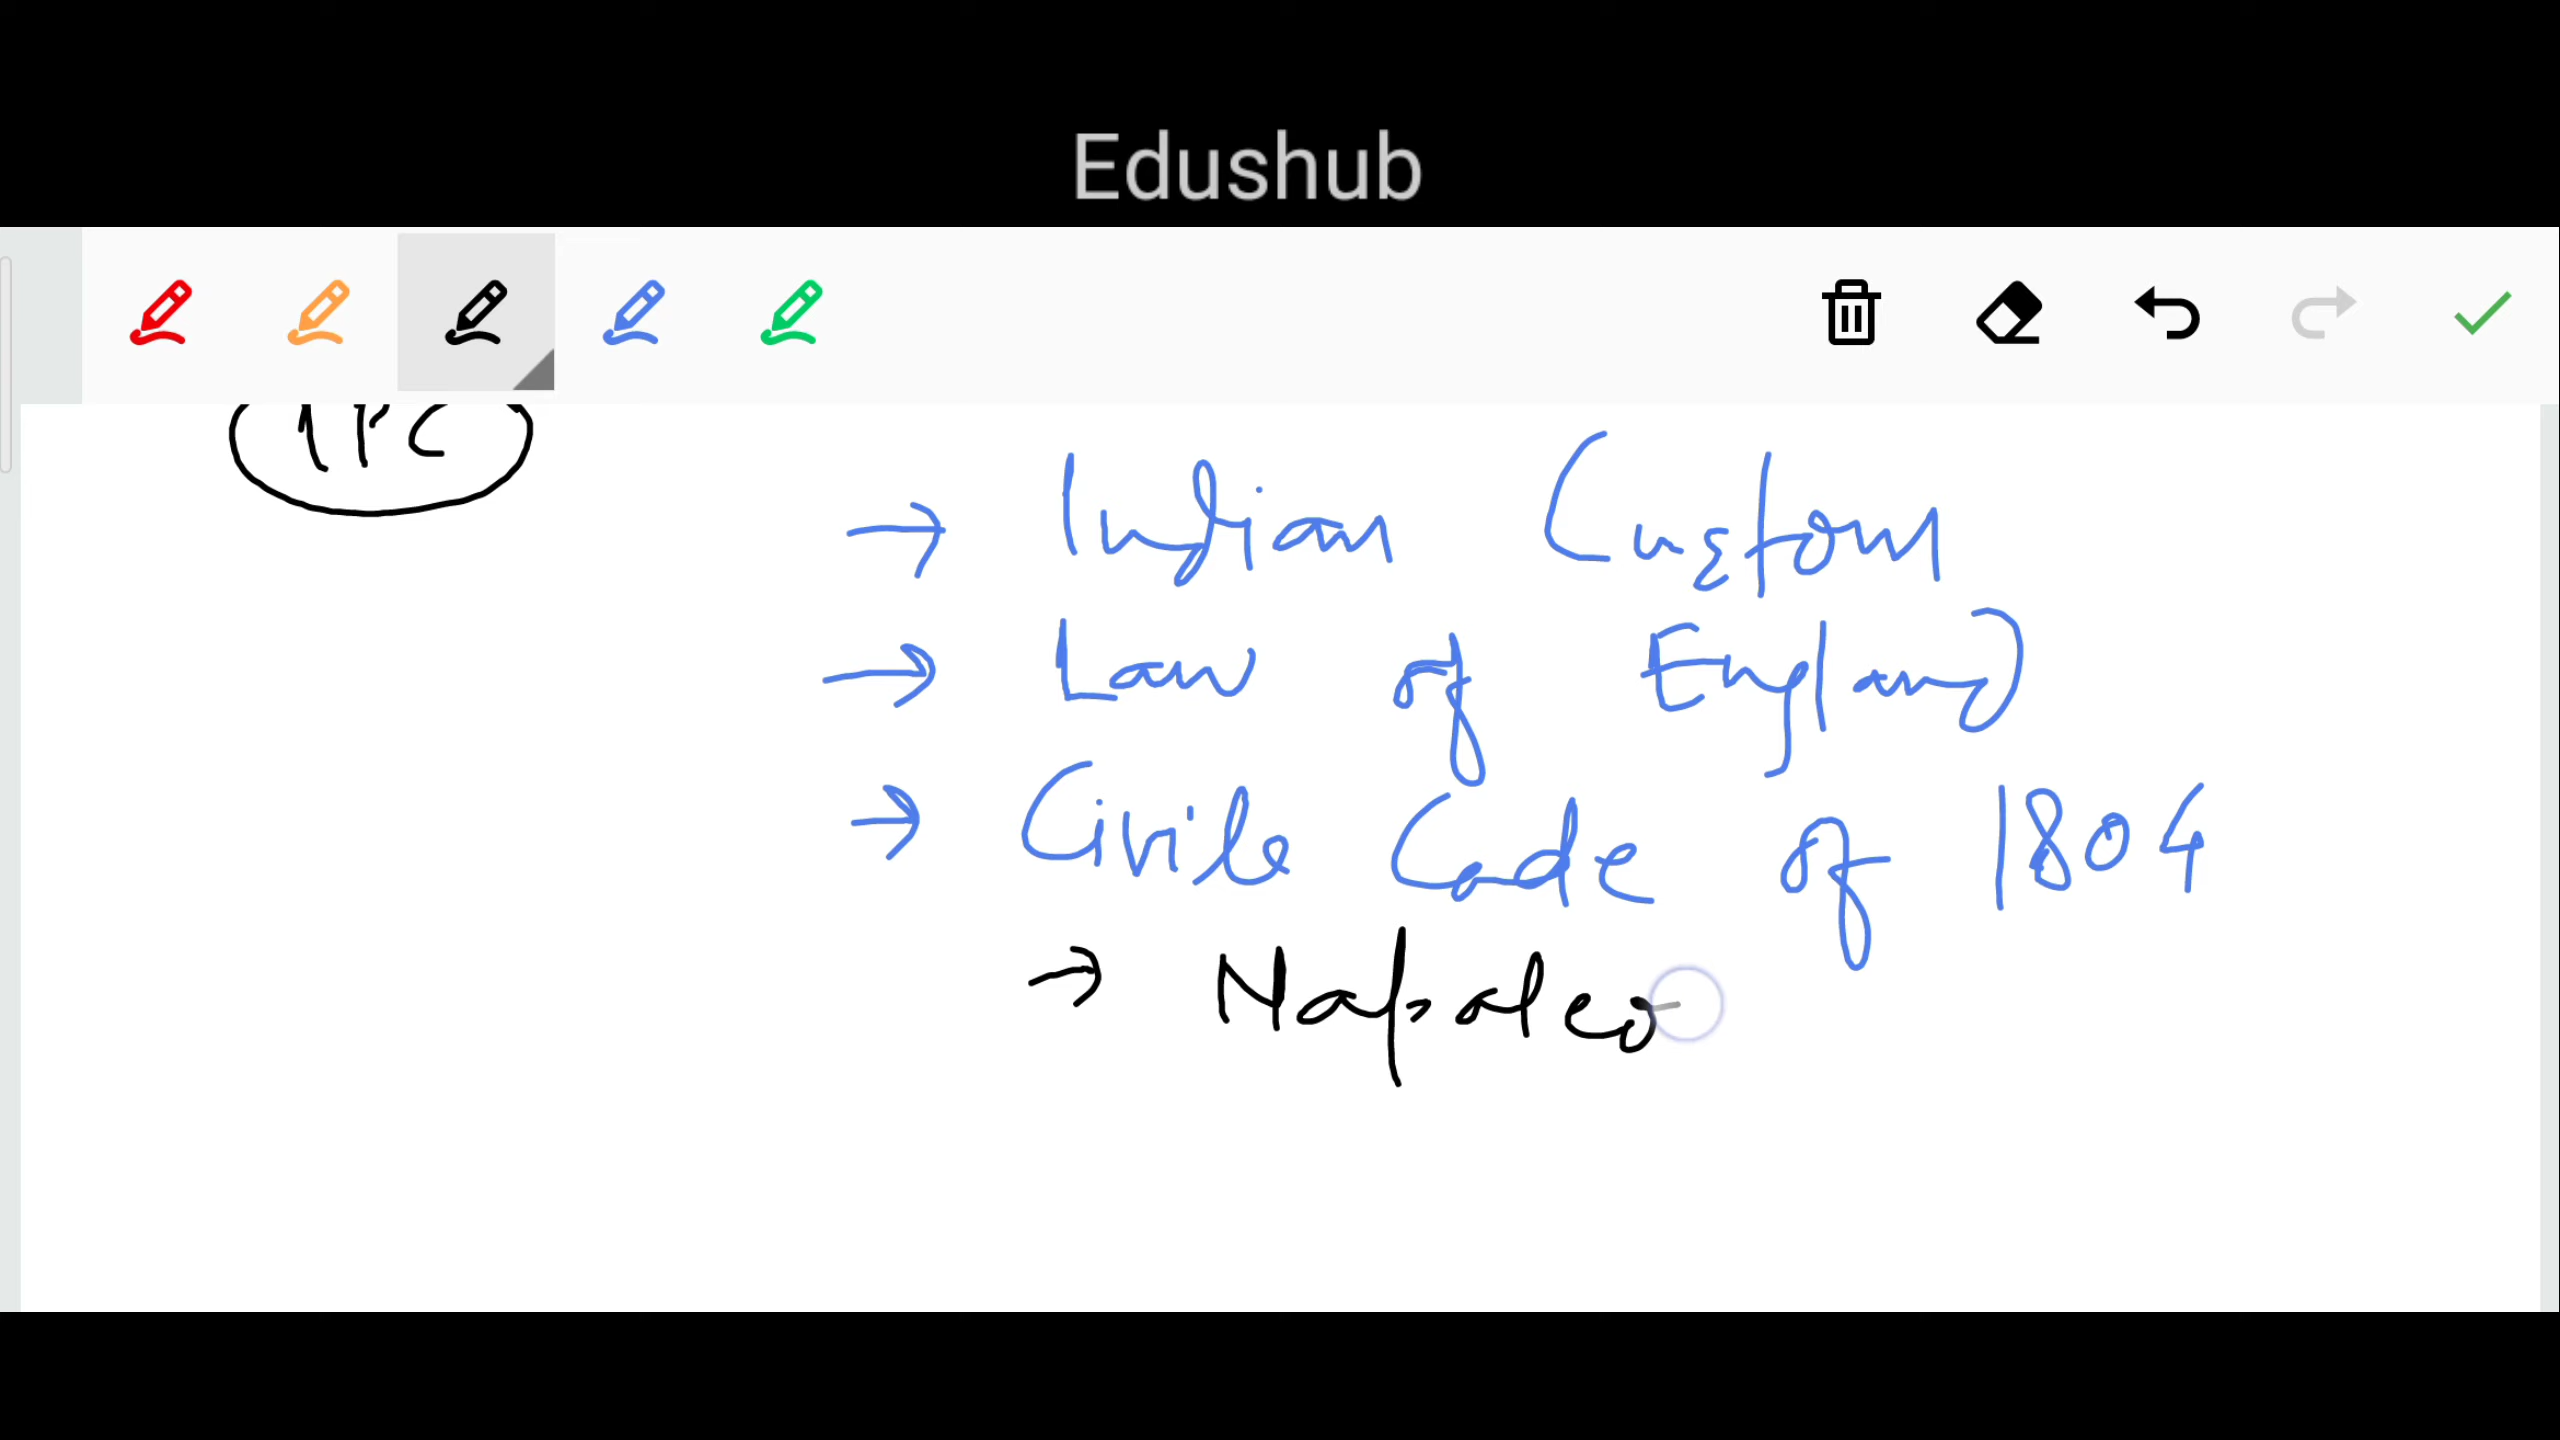 Edushub
IPC
→ Indian Custom
→ Law of England
→ Civile Code of 1804
→ Napoleo